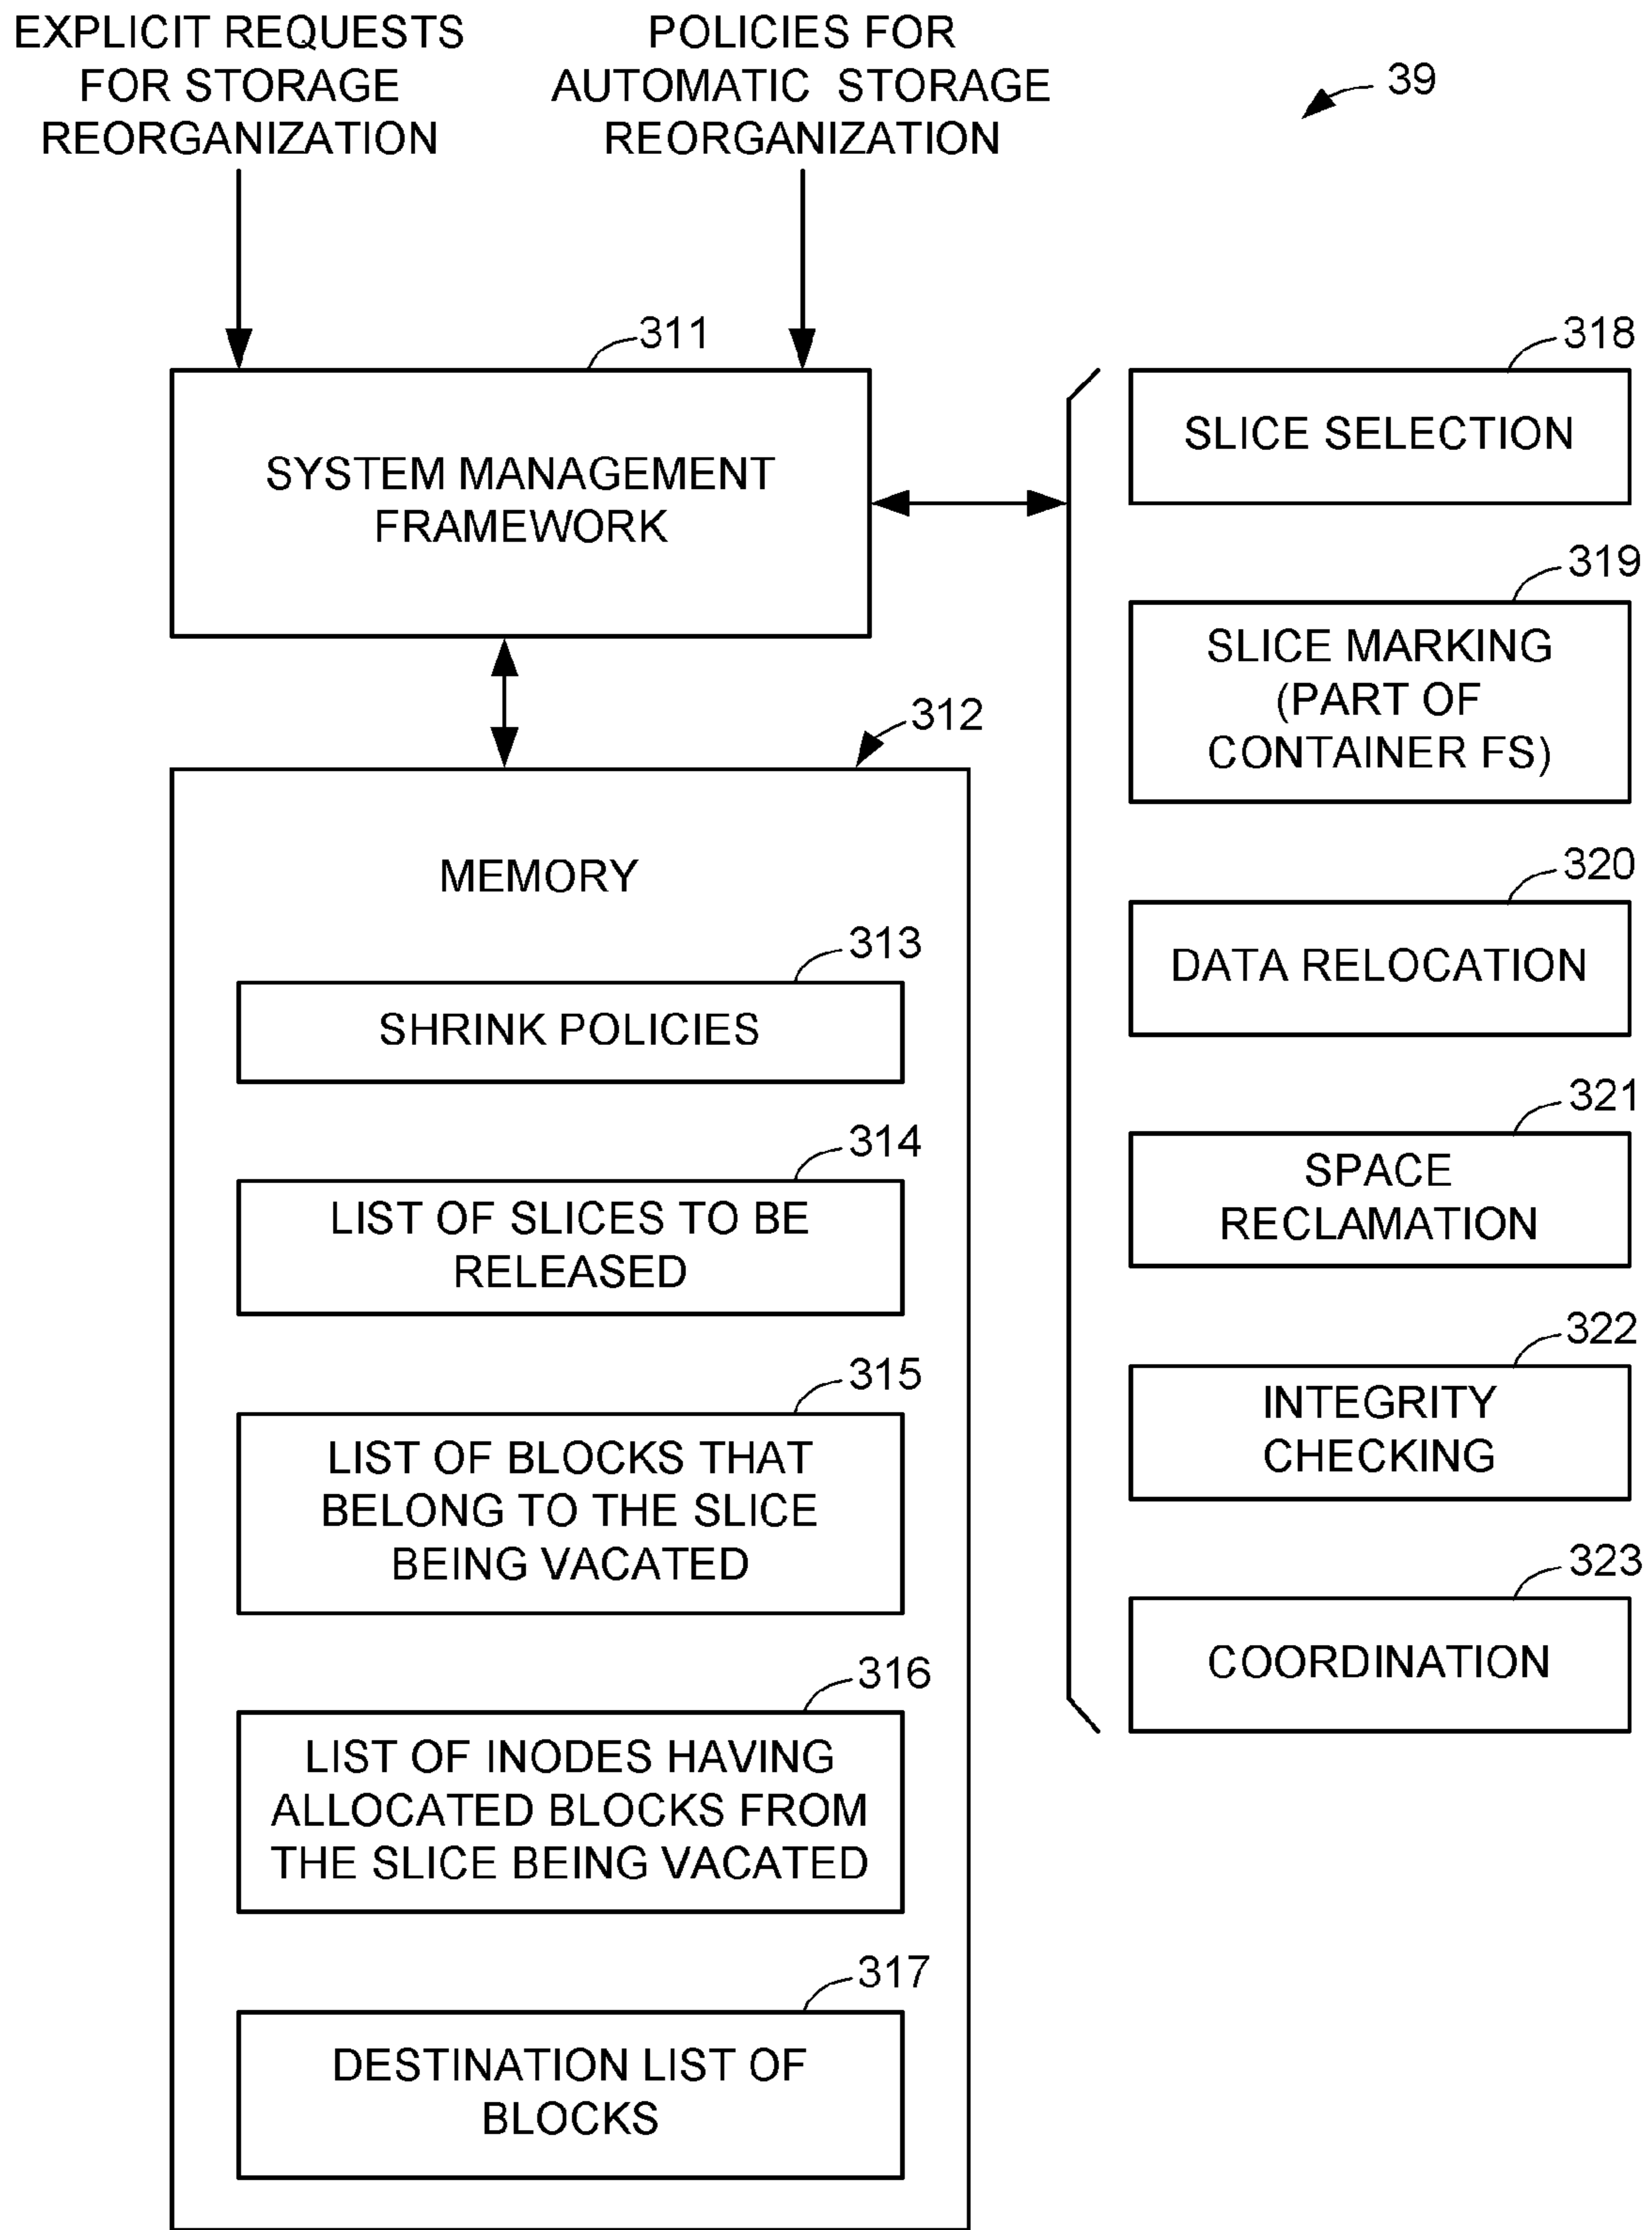 EXPLICIT REQUESTS
FOR STORAGE
REORGANIZATION
POLICIES FOR
AUTOMATIC STORAGE
REORGANIZATION
39
311
SYSTEM MANAGEMENT
FRAMEWORK
312
MEMORY
313
SHRINK POLICIES
314
LIST OF SLICES TO BE
RELEASED
315
LIST OF BLOCKS THAT
BELONG TO THE SLICE
BEING VACATED
316
LIST OF INODES HAVING
ALLOCATED BLOCKS FROM
THE SLICE BEING VACATED
317
DESTINATION LIST OF
BLOCKS
318
SLICE SELECTION
319
SLICE MARKING
(PART OF
CONTAINER FS)
320
DATA RELOCATION
321
SPACE
RECLAMATION
322
INTEGRITY
CHECKING
323
COORDINATION